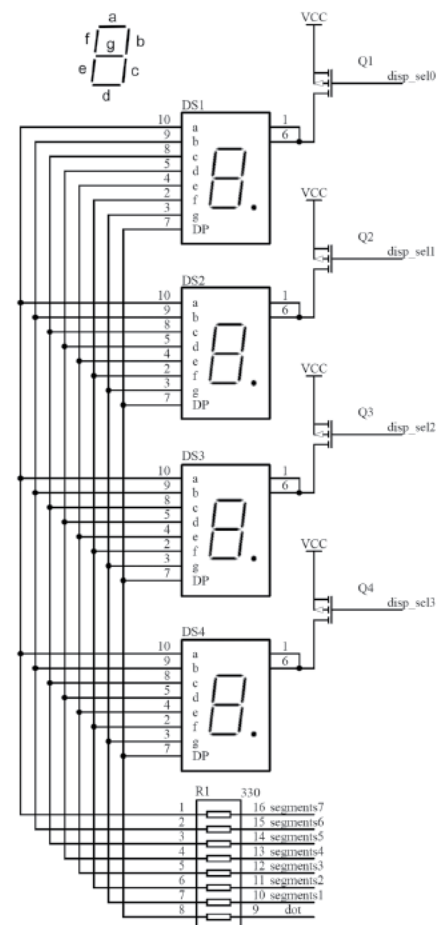 a
f g b
e c
d
VCC
Q1
disp_sel0
DS1
10 a 1
9 b 6
8 c
5 d
4 e
2 f
3 g
7 DP
VCC
Q2
disp_sel1
DS2
10 a 1
9 b 6
8 c
5 d
4 e
2 f
3 g
7 DP
VCC
Q3
disp_sel2
DS3
10 a 1
9 b 6
8 c
5 d
4 e
2 f
3 g
7 DP
VCC
Q4
disp_sel3
DS4
10 a 1
9 b 6
8 c
5 d
4 e
2 f
3 g
7 DP
R1 330
1 16 segments7
2 15 segments6
3 14 segments5
4 13 segments4
5 12 segments3
6 11 segments2
7 10 segments1
8 9 dot